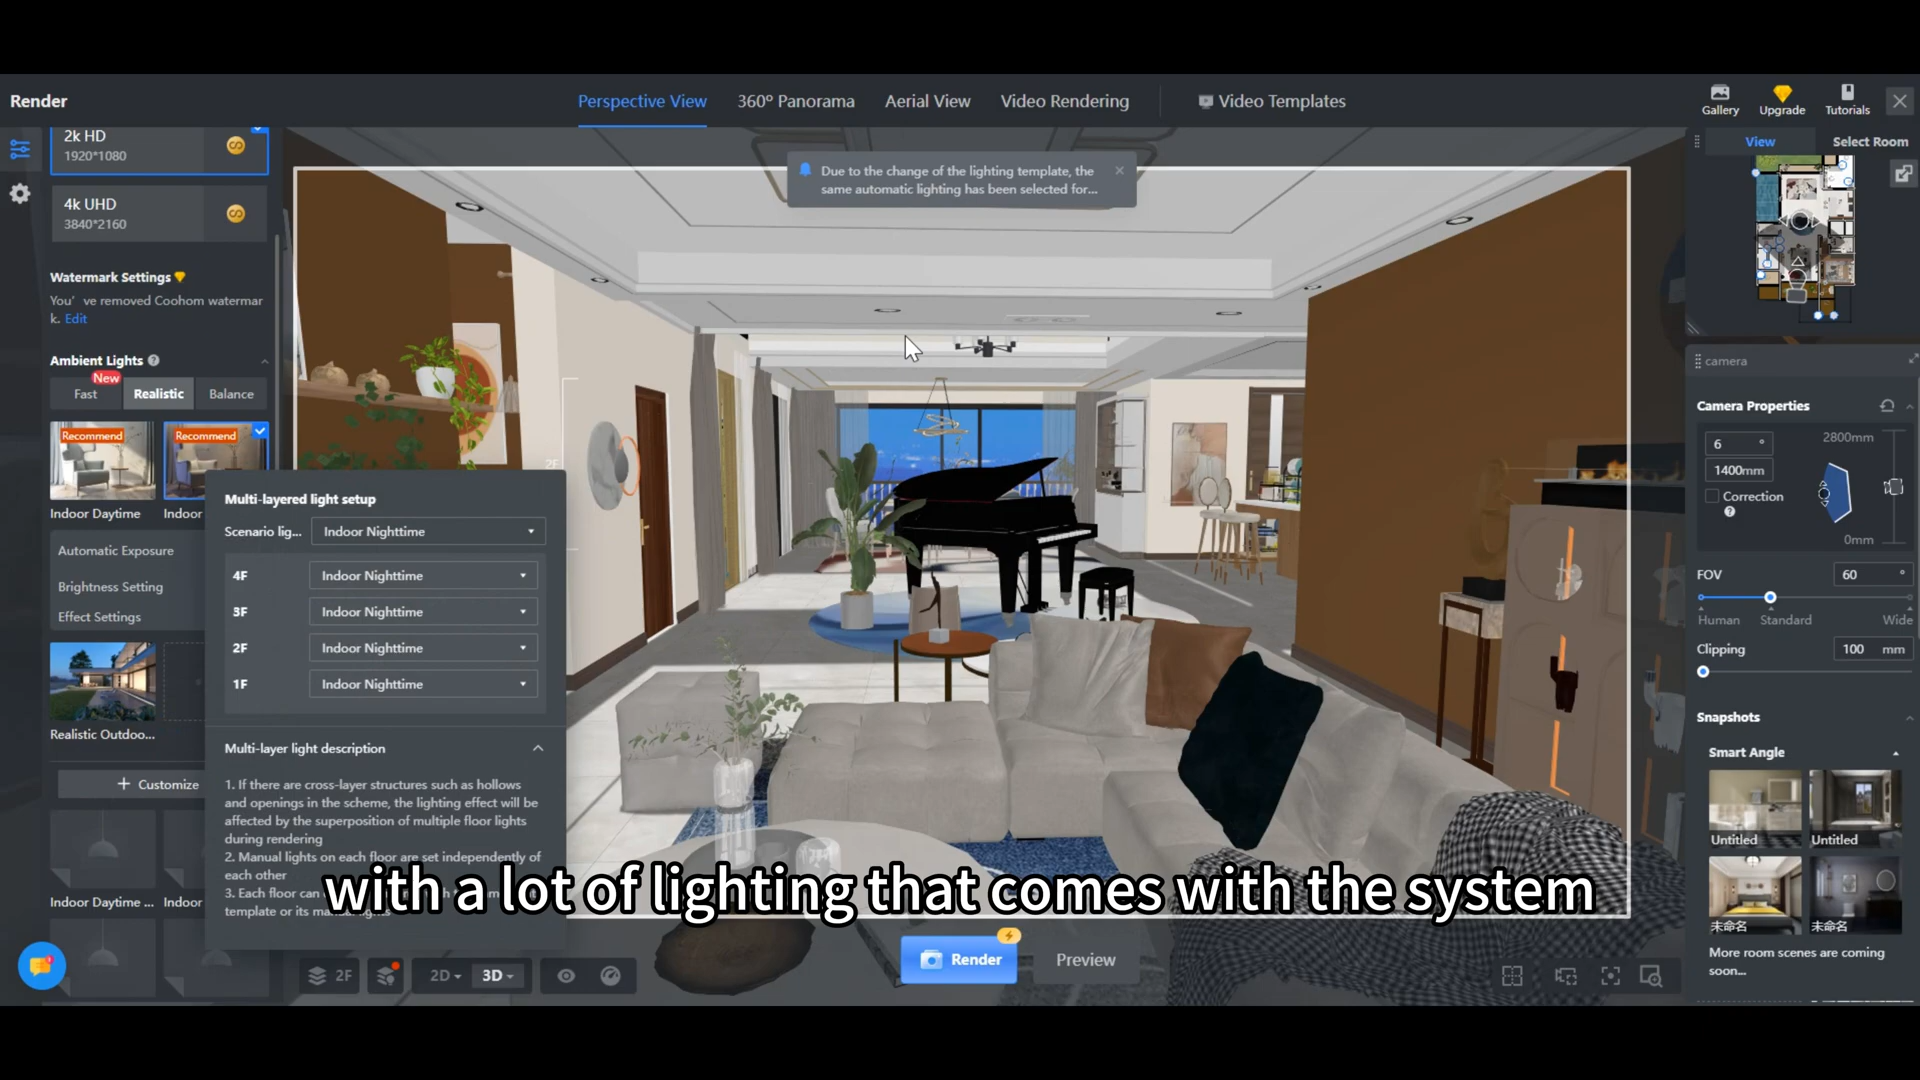 Render
Perspective View
360º Panorama
Aerial View
Video Rendering
Video Templates
Gallery
Upgrade
Tutorials
2k HD
1920*1080
4k UHD
3840*2160
Watermark Settings
You' ve removed Coohom watermar
k. Edit
Ambient Lights
New
Fast
Realistic
Balance
Recommend
Recommend
Indoor Daytime
Indoor
Automatic Exposure
Brightness Setting
Effect Settings
Realistic Outdoo...
+ Customize
Indoor Daytime ...
Indoor
Due to the change of the lighting template, the
same automatic lighting has been selected for...
Multi-layered light setup
Scenario lig...
Indoor Nighttime
4F
Indoor Nighttime
3F
Indoor Nighttime
2F
Indoor Nighttime
1F
Indoor Nighttime
Multi-layer light description
1. If there are cross-layer structures such as hollows
and openings in the scheme, the lighting effect will be
affected by the superposition of multiple floor lights
during rendering
2. Manual lights on each floor are set independently of
each other
3. Each floor can
template or its
with a lot of lighting that comes with the system
2F
2D
3D
Render
Preview
View
Select Room
camera
Camera Properties
6 °
2800mm
1400mm
Correction
0mm
FOV
60 °
Human
Standard
Wide
Clipping
100 mm
Snapshots
Smart Angle
Untitled
Untitled
未命名
未命名
More room scenes are coming
soon...